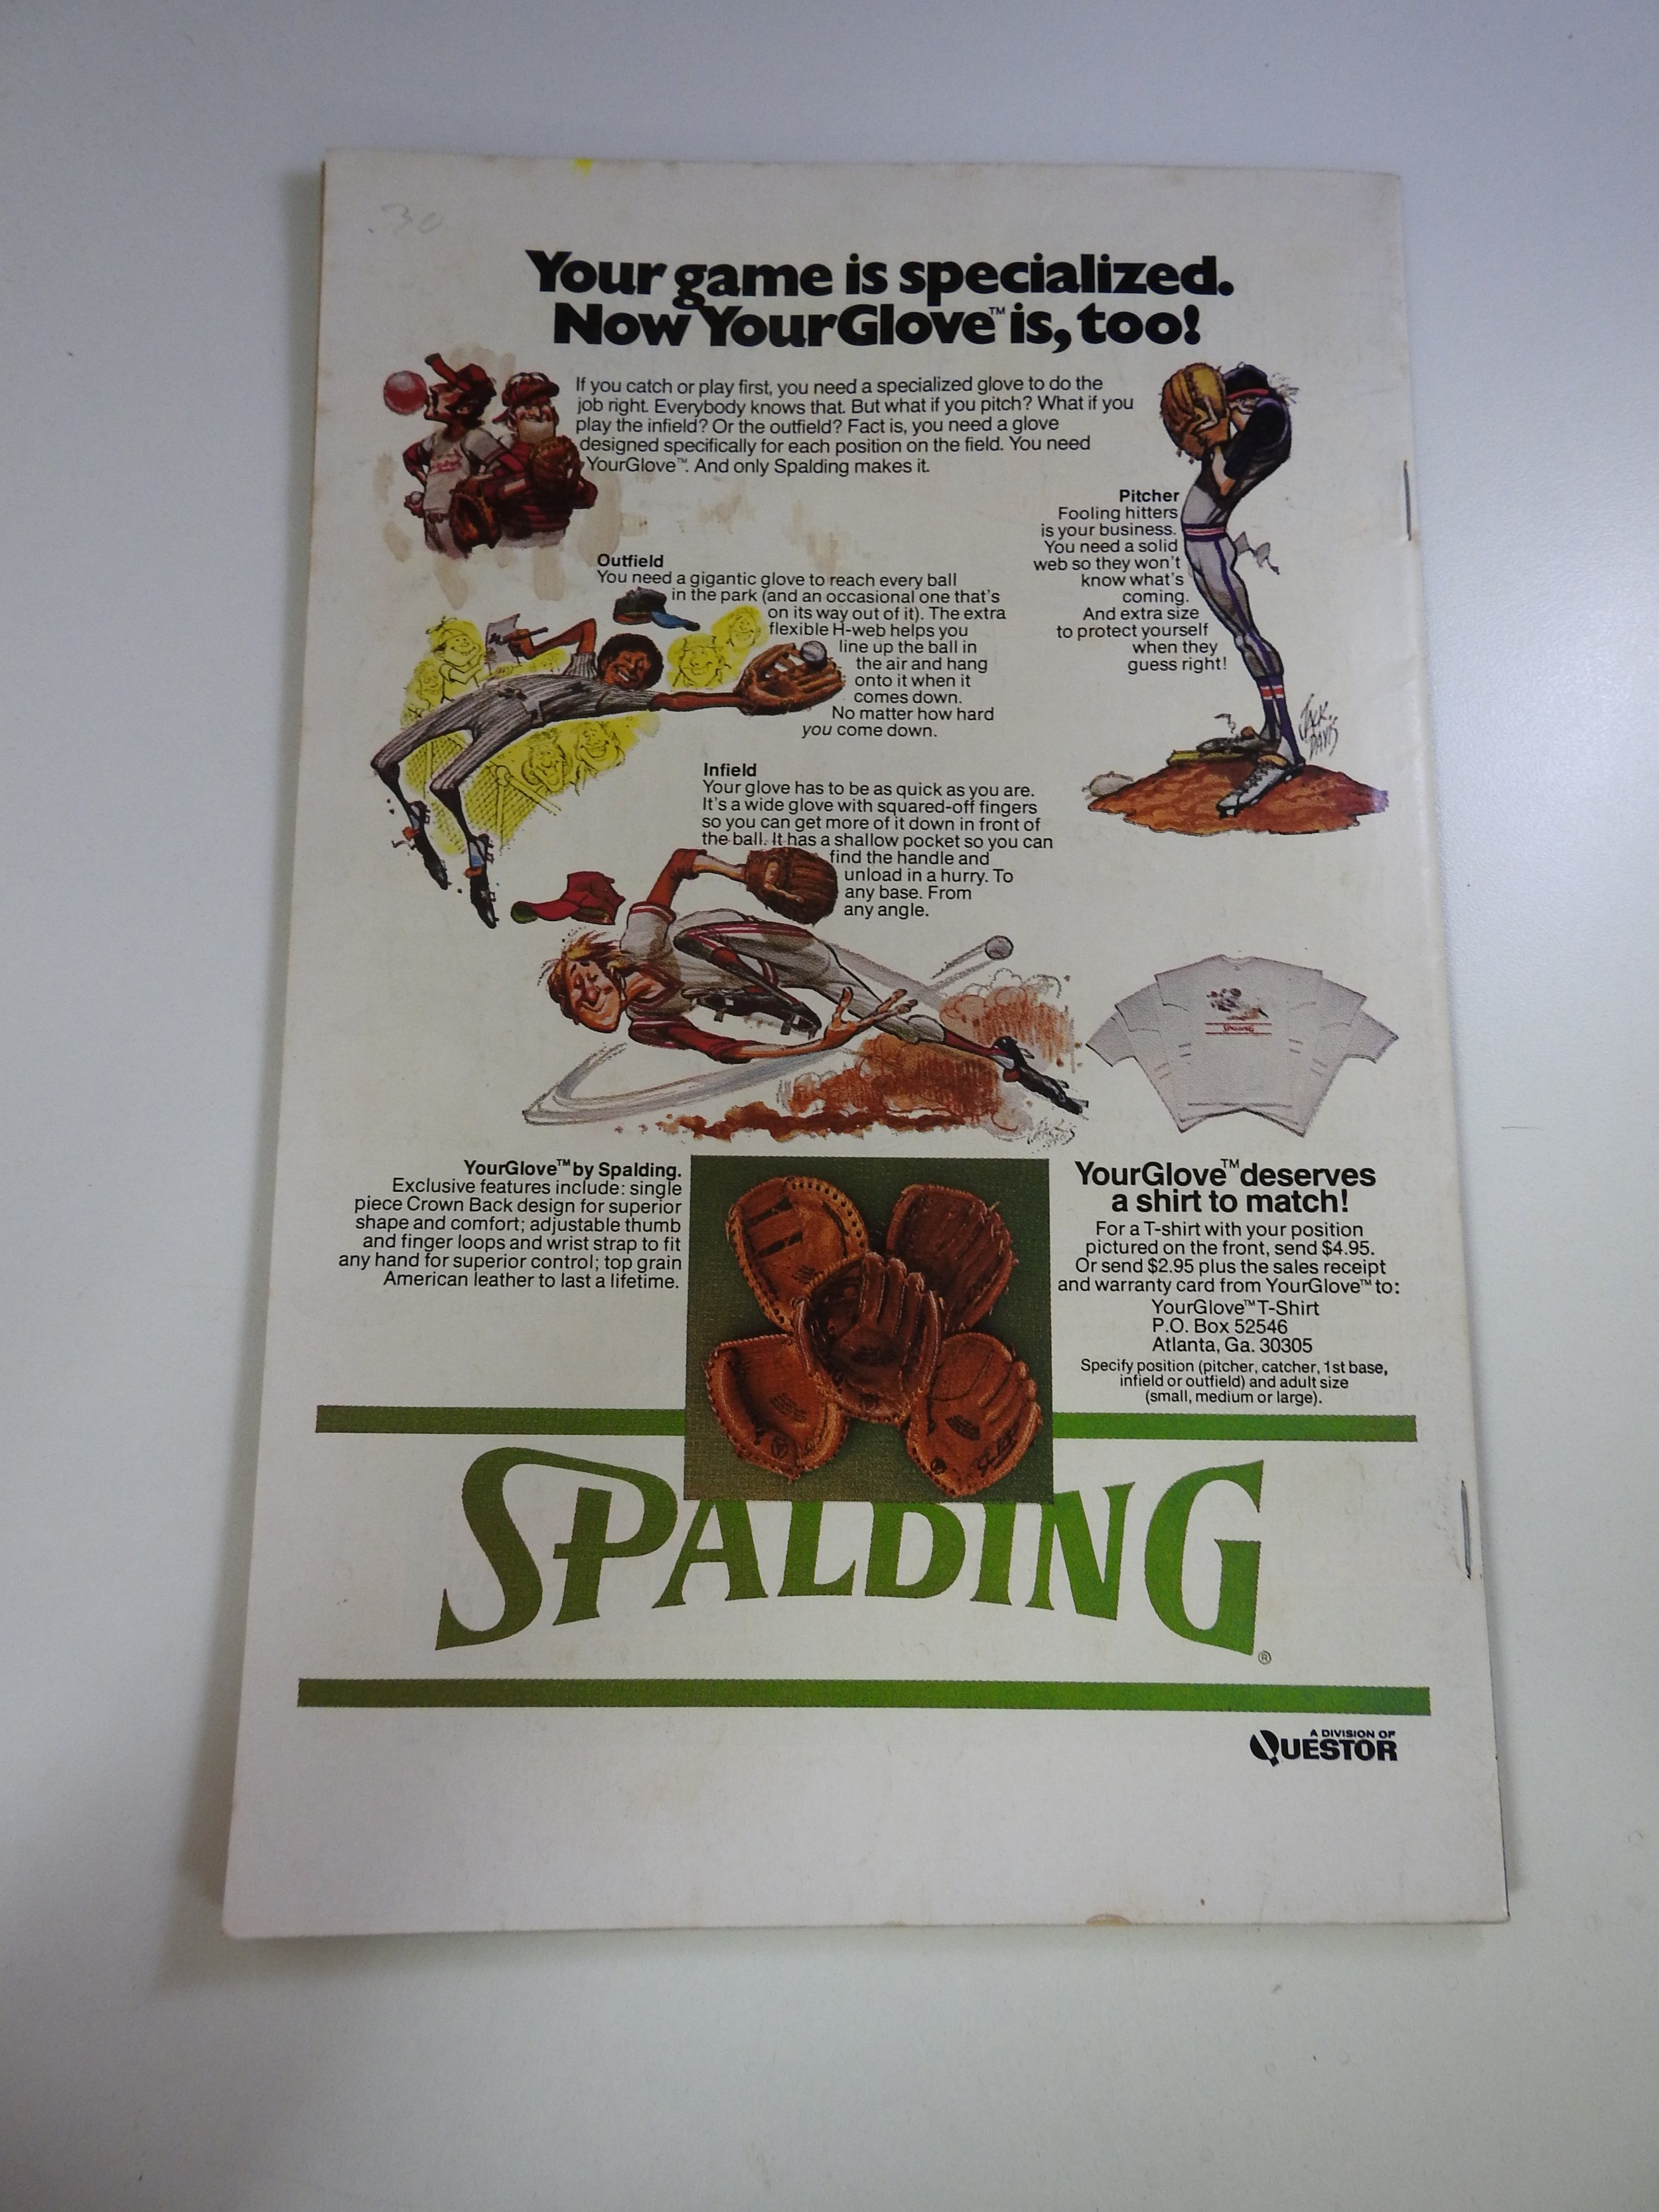 .30
Your game is specialized.
Now YourGlove™ is, too!
If you catch or play first, you need a specialized glove to do the
job right. Everybody knows that. But what if you pitch? What if you
play the infield? Or the outfield? Fact is, you need a glove
designed specifically for each position on the field. You need
YourGlove™. And only Spalding makes it.
Pitcher
Fooling hitters
is your business.
You need a solid
web so they won't
know what's
coming.
And extra size
to protect yourself
when they
guess right!
JACK
DAVIS
Outfield
You need a gigantic glove to reach every ball
in the park (and an occasional one that's
on its way out of it). The extra
flexible H-web helps you
line up the ball in
the air and hang
onto it when it
comes down.
No matter how hard
you come down.
Infield
Your glove has to be as quick as you are.
It's a wide glove with squared-off fingers
so you can get more of it down in front of
the ball. It has a shallow pocket so you can
find the handle and
unload in a hurry. To
any base. From
any angle.
SPALDING
YourGlove™ by Spalding.
Exclusive features include: single
piece Crown Back design for superior
shape and comfort; adjustable thumb
and finger loops and wrist strap to fit
any hand for superior control; top grain
American leather to last a lifetime.
YourGlove™ deserves
a shirt to match!
For a T-shirt with your position
pictured on the front, send $4.95.
Or send $2.95 plus the sales receipt
and warranty card from YourGlove™ to:
YourGlove™ T-Shirt
P.O. Box 52546
Atlanta, Ga. 30305
Specify position (pitcher, catcher, 1st base,
infield or outfield) and adult size
(small, medium or large).
SPALDING®
A DIVISION OF
QUESTOR